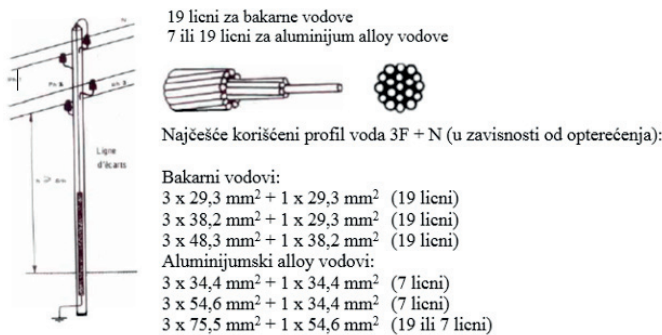 19 licni za bakarne vodove
7 ili 19 licni za aluminijum alloy vodove
Ligne
d'écarts
Najčešće korišćeni profil voda 3F + N (u zavisnosti od opterećenja):
Bakarni vodovi:
3 x 29,3 mm² + 1 x 29,3 mm² (19 licni)
3 x 38,2 mm² + 1 x 29,3 mm² (19 licni)
3 x 48,3 mm² + 1 x 38,2 mm² (19 licni)
Aluminijumski alloy vodovi:
3 x 34,4 mm² + 1 x 34,4 mm² (7 licni)
3 x 54,6 mm² + 1 x 34,4 mm² (7 licni)
3 x 75,5 mm² + 1 x 54,6 mm² (19 ili 7 licni)